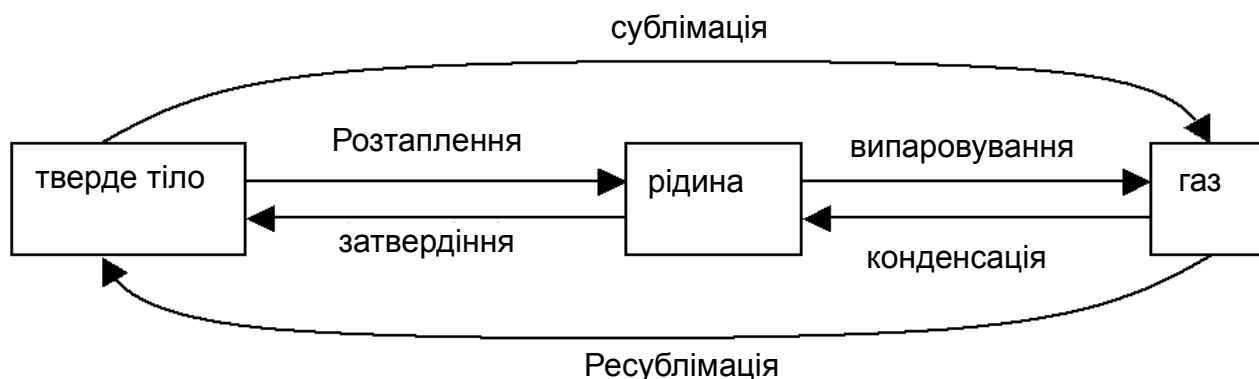 сублімація
Розтаплення
випаровування
тверде тіло
рідина
газ
затвердіння
конденсація
Ресублімація